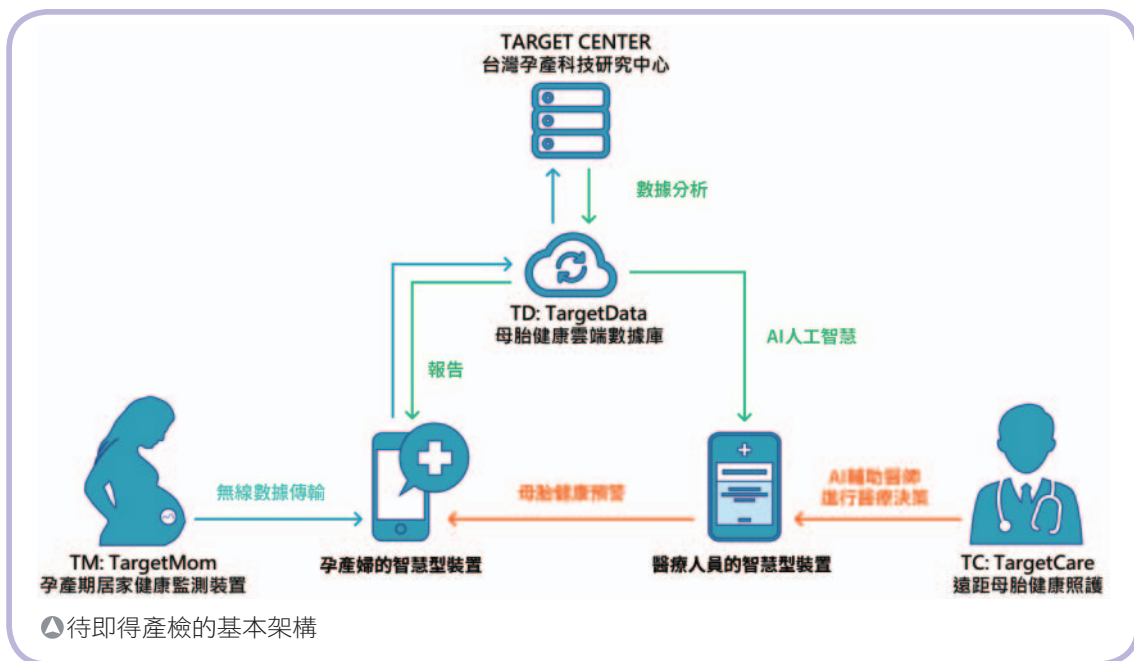 TARGET CENTER
台灣孕產科技研究中心
數據分析
TD: TargetData
母胎健康雲端數據庫
AI人工智慧
報告
無線數據傳輸
母胎健康預警
AI輔助醫師
進行醫療決策
TM: TargetMom
孕產期居家健康監測裝置
孕產婦的智慧型裝置
醫療人員的智慧型裝置
TC: TargetCare
遠距母胎健康照護
待即得產檢的基本架構